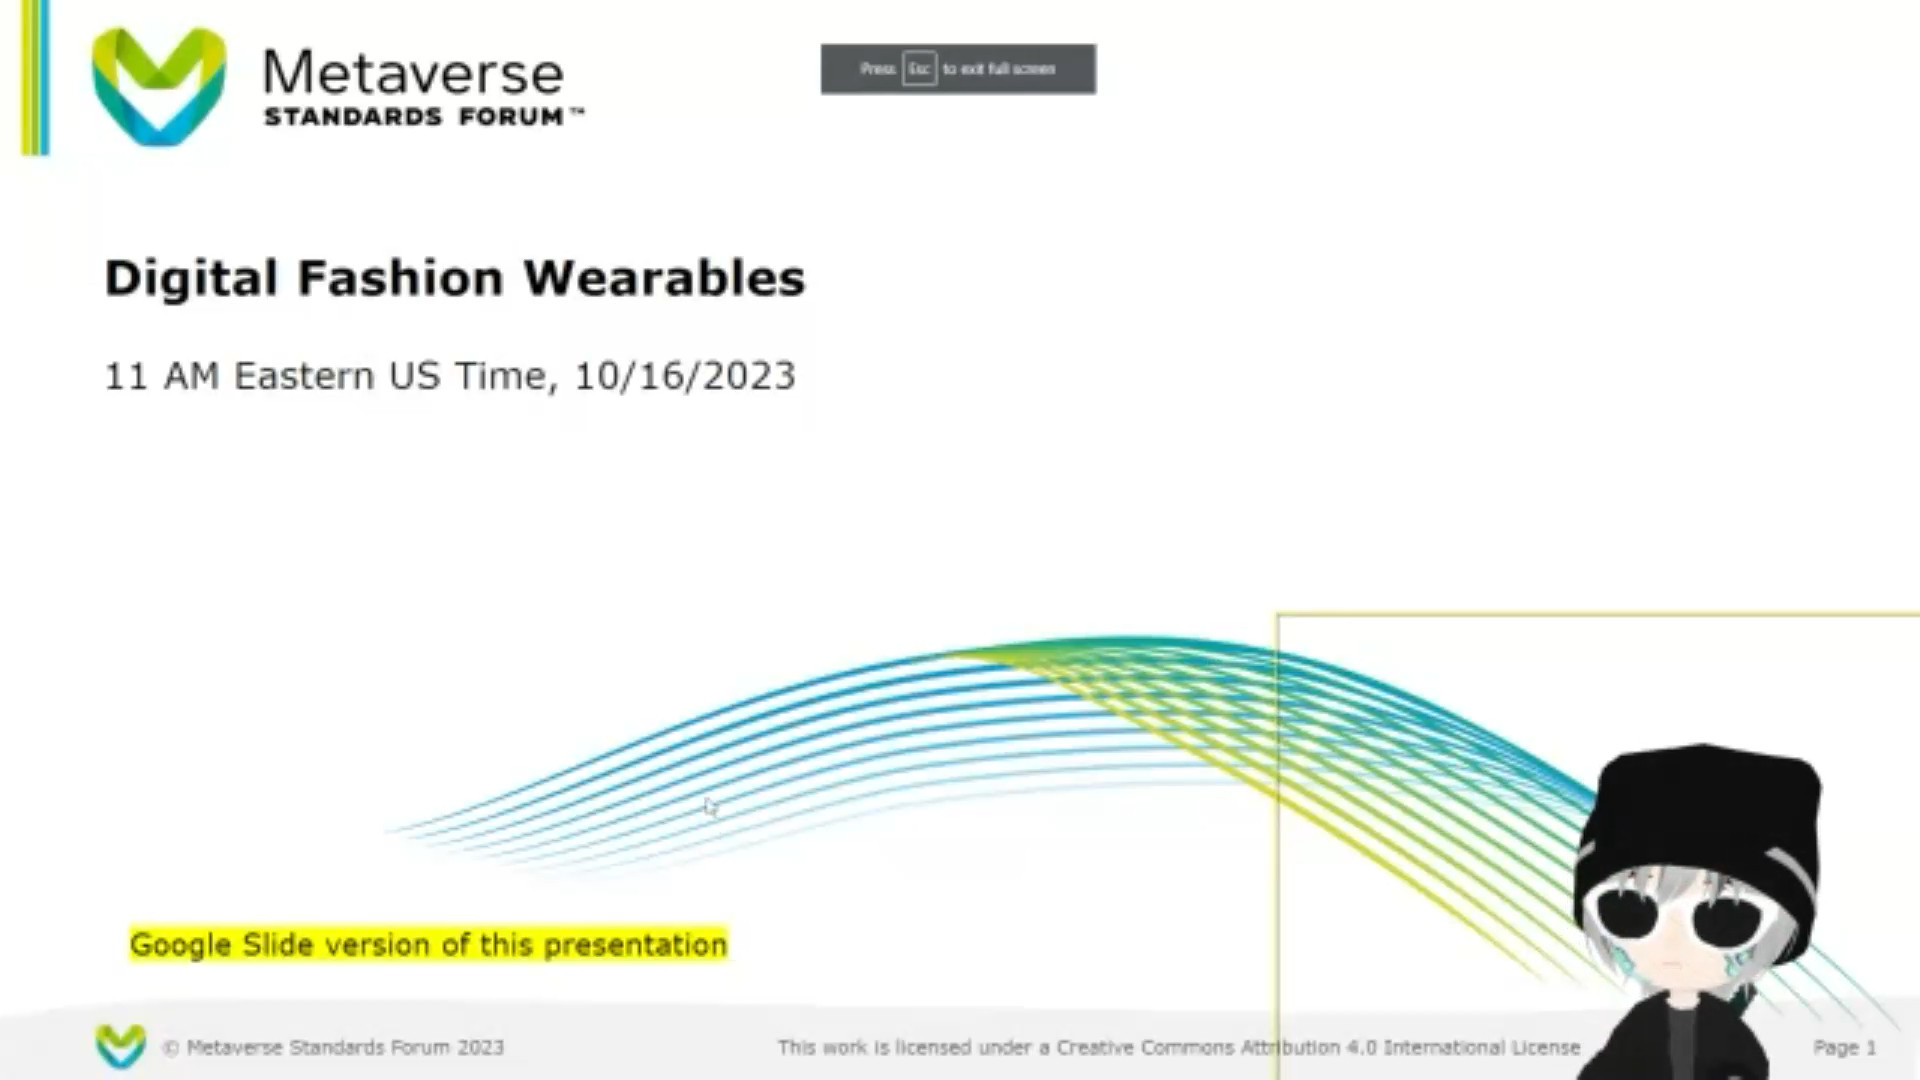 Metaverse
STANDARDS FORUM™
Press Esc to exit full screen
Digital Fashion Wearables
11 AM Eastern US Time, 10/16/2023
Google Slide version of this presentation
© Metaverse Standards Forum 2023
This work is licensed under a Creative Commons Attribution 4.0 International License
Page 1